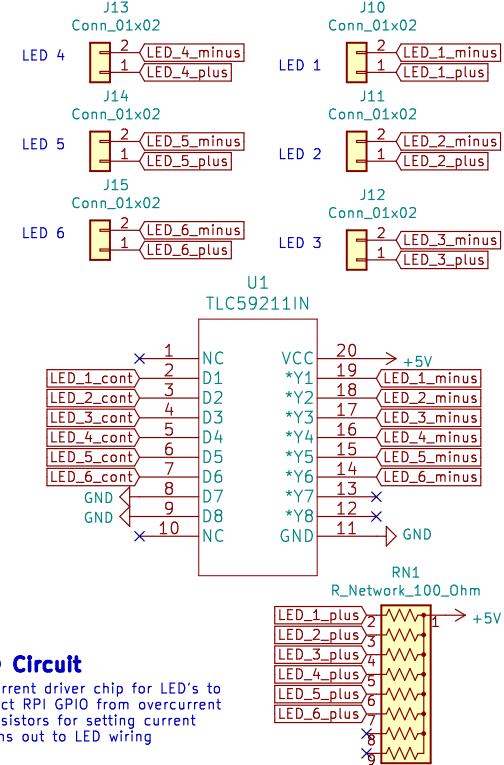 J13
Conn_01x02
LED 4
2
LED_4_minus
1
LED_4_plus
J10
Conn_01x02
LED 1
2
LED_1_minus
1
LED_1_plus
J14
Conn_01x02
LED 5
2
LED_5_minus
1
LED_5_plus
J11
Conn_01x02
LED 2
2
LED_2_minus
1
LED_2_plus
J15
Conn_01x02
LED 6
2
LED_6_minus
1
LED_6_plus
J12
Conn_01x02
LED 3
2
LED_3_minus
1
LED_3_plus
U1
TLC59211IN
1 NC VCC 20 +5V
LED_1_cont 2 D1 *Y1 19 LED_1_minus
LED_2_cont 3 D2 *Y2 18 LED_2_minus
LED_3_cont 4 D3 *Y3 17 LED_3_minus
LED_4_cont 5 D4 *Y4 16 LED_4_minus
LED_5_cont 6 D5 *Y5 15 LED_5_minus
LED_6_cont 7 D6 *Y6 14 LED_6_minus
GND 8 D7 *Y7 13
GND 9 D8 *Y8 12
10 NC GND 11 GND
RN1
R_Network_100_Ohm
LED_1_plus 2 1 +5V
LED_2_plus 3
LED_3_plus 4
LED_4_plus 5
LED_5_plus 6
LED_6_plus 7
8
9
Circuit
rrent driver chip for LED's to
ct RPI GPIO from overcurrent
sistors for setting current
ns out to LED wiring